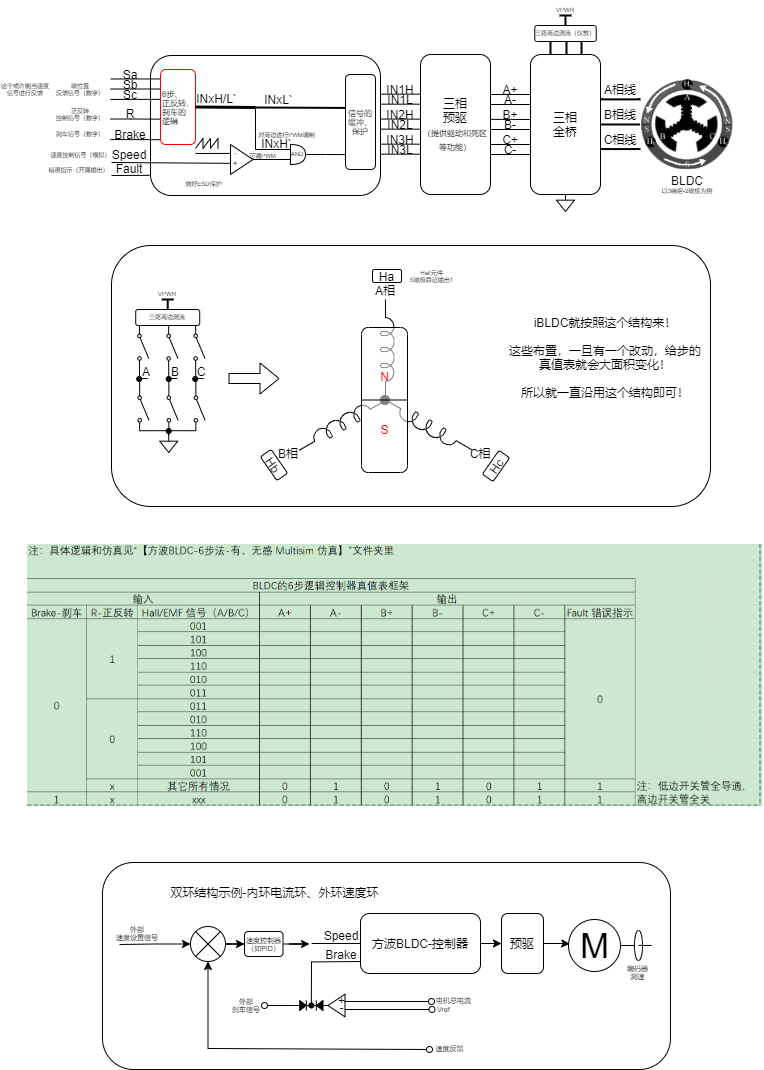 VPWR
三路高边测流（仪放）
Sa
Sb
Sc
R
Brake
Speed
Fault
这个或许能当速度
信号进行反馈
磁位置
反馈信号（数字）
正反转
控制信号（数字）
刹车信号（数字）
速度控制信号（模拟）
错误指示（开漏输出）
6步、
正反转、
刹车的
逻辑
INxH/L`
INxL`
对高边进行PWM调制
INxH`
可调PWM
AND
-
+
做好ESD保护
信号的
缓冲、
保护
IN1H
IN1L
IN2H
IN2L
IN3H
IN3L
三相
预驱
（提供驱动和死区
等功能）
A+
A-
B+
B-
C+
C-
三相
全桥
A相线
B相线
C相线
A
B
C
N
S
N
S
BLDC
以3绕组-2磁极为例
VPWR
三路高边测流
A
B
C
Ha
Hall元件
S磁极靠近输出1
A相
N
S
B相
Hb
C相
Hc
iBLDC就按照这个结构来！
这些布置，一旦有一个改动，给步的
真值表就会大面积变化！
所以就一直沿用这个结构即可！
注：具体逻辑和仿真见“【方波BLDC-6步法-有、无感 Multisim 仿真】”文件夹里
BLDC的6步逻辑控制器真值表框架
输入 输出
Brake-刹车 R-正反转 Hall/EMF 信号（A/B/C） A+ A- B+ B- C+ C- Fault 错误指示
0 1 001 0
101
100
110
010
011
0 011
010
110
100
101
001
x 其它所有情况 0 1 0 1 0 1 1 注：低边开关管全导通，
1 x xxx 0 1 0 1 0 1 1 高边开关管全关
双环结构示例-内环电流环、外环速度环
外部
速度设置信号
速度控制器
(如PID)
Speed
Brake
方波BLDC-控制器
预驱
M
编码器
测速
外部
刹车信号
+
-
电机总电流
Vref
速度反馈